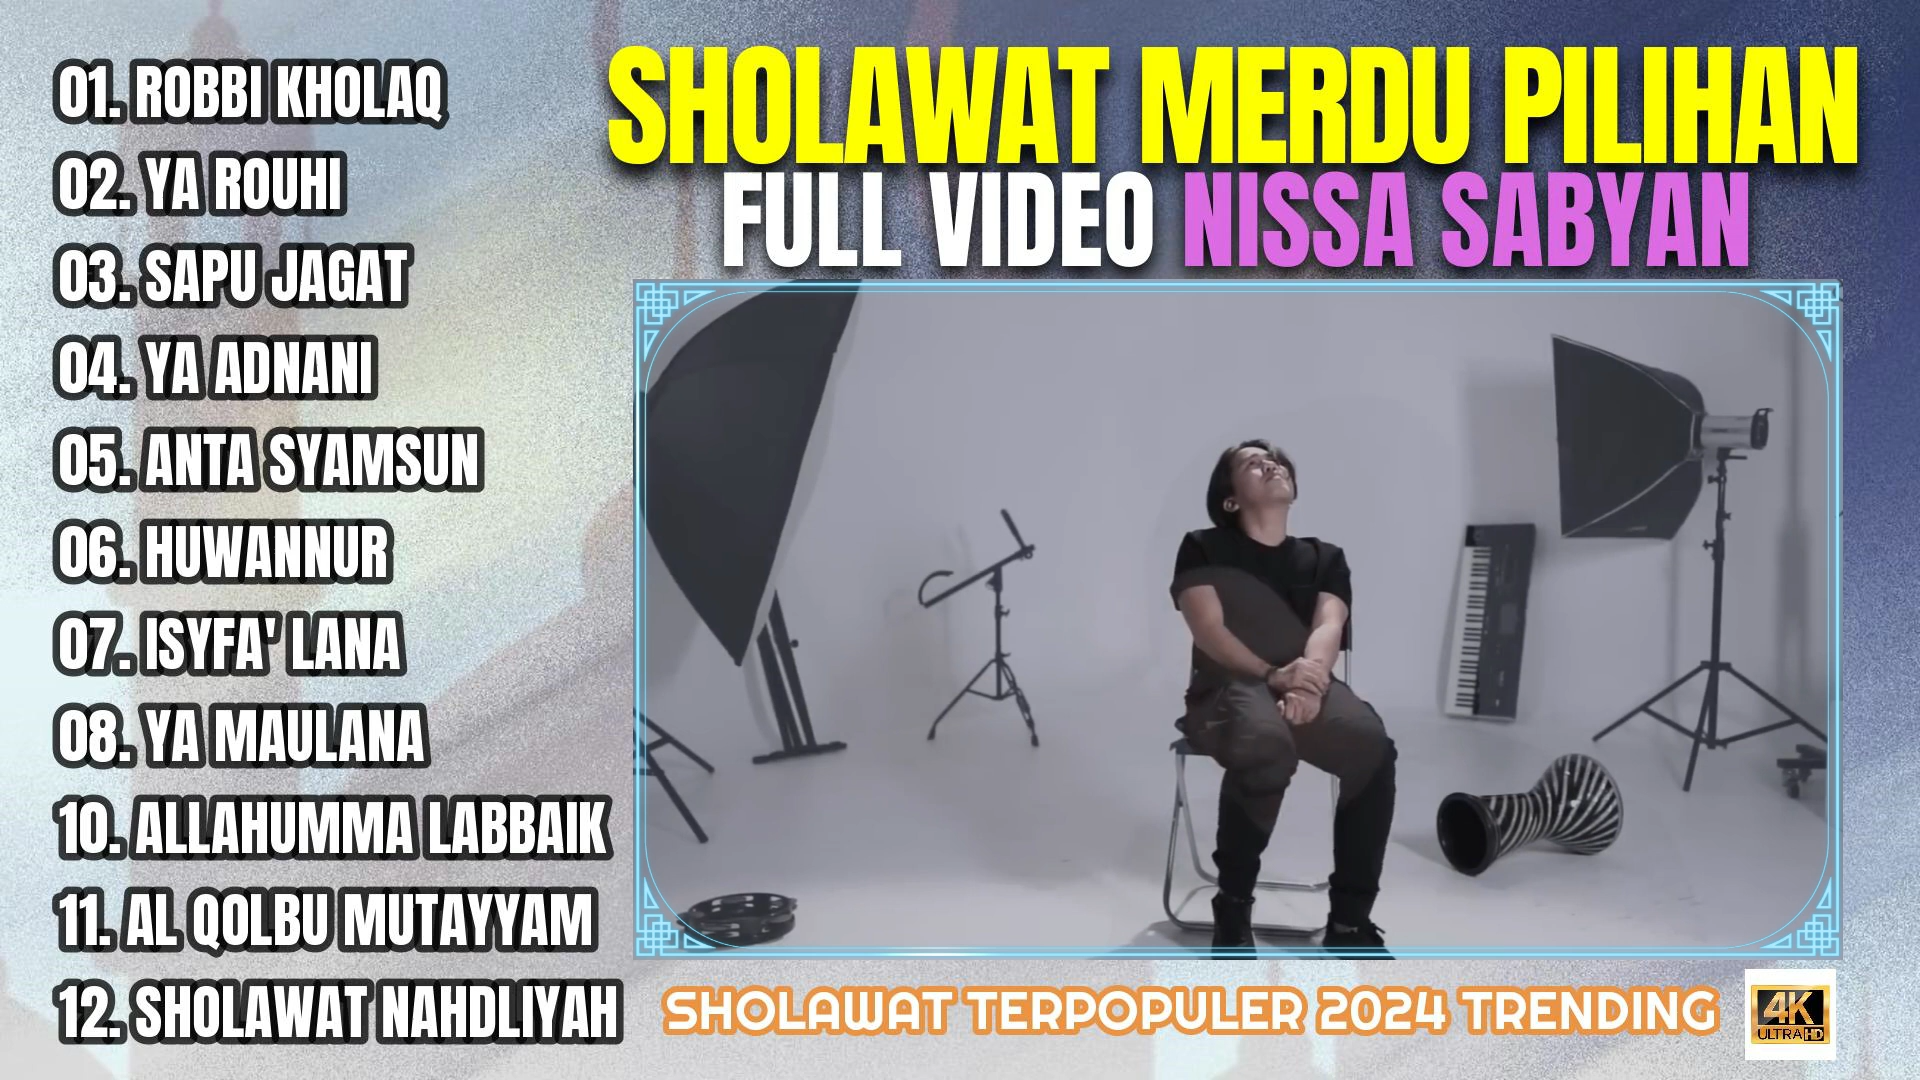 01. ROBBI KHOLAQ
02. YA ROUHI
03. SAPU JAGAT
04. YA ADNANI
05. ANTA SYAMSUN
06. HUWANNUR
07. ISYFA' LANA
08. YA MAULANA
10. ALLAHUMMA LABBAIK
11. AL QOLBU MUTAYYAM
12. SHOLAWAT NAHDLIYAH
SHOLAWAT MERDU PILIHAN
FULL VIDEO NISSA SABYAN
SHOLAWAT TERPOPULER 2024 TRENDING
4K
ULTRA HD